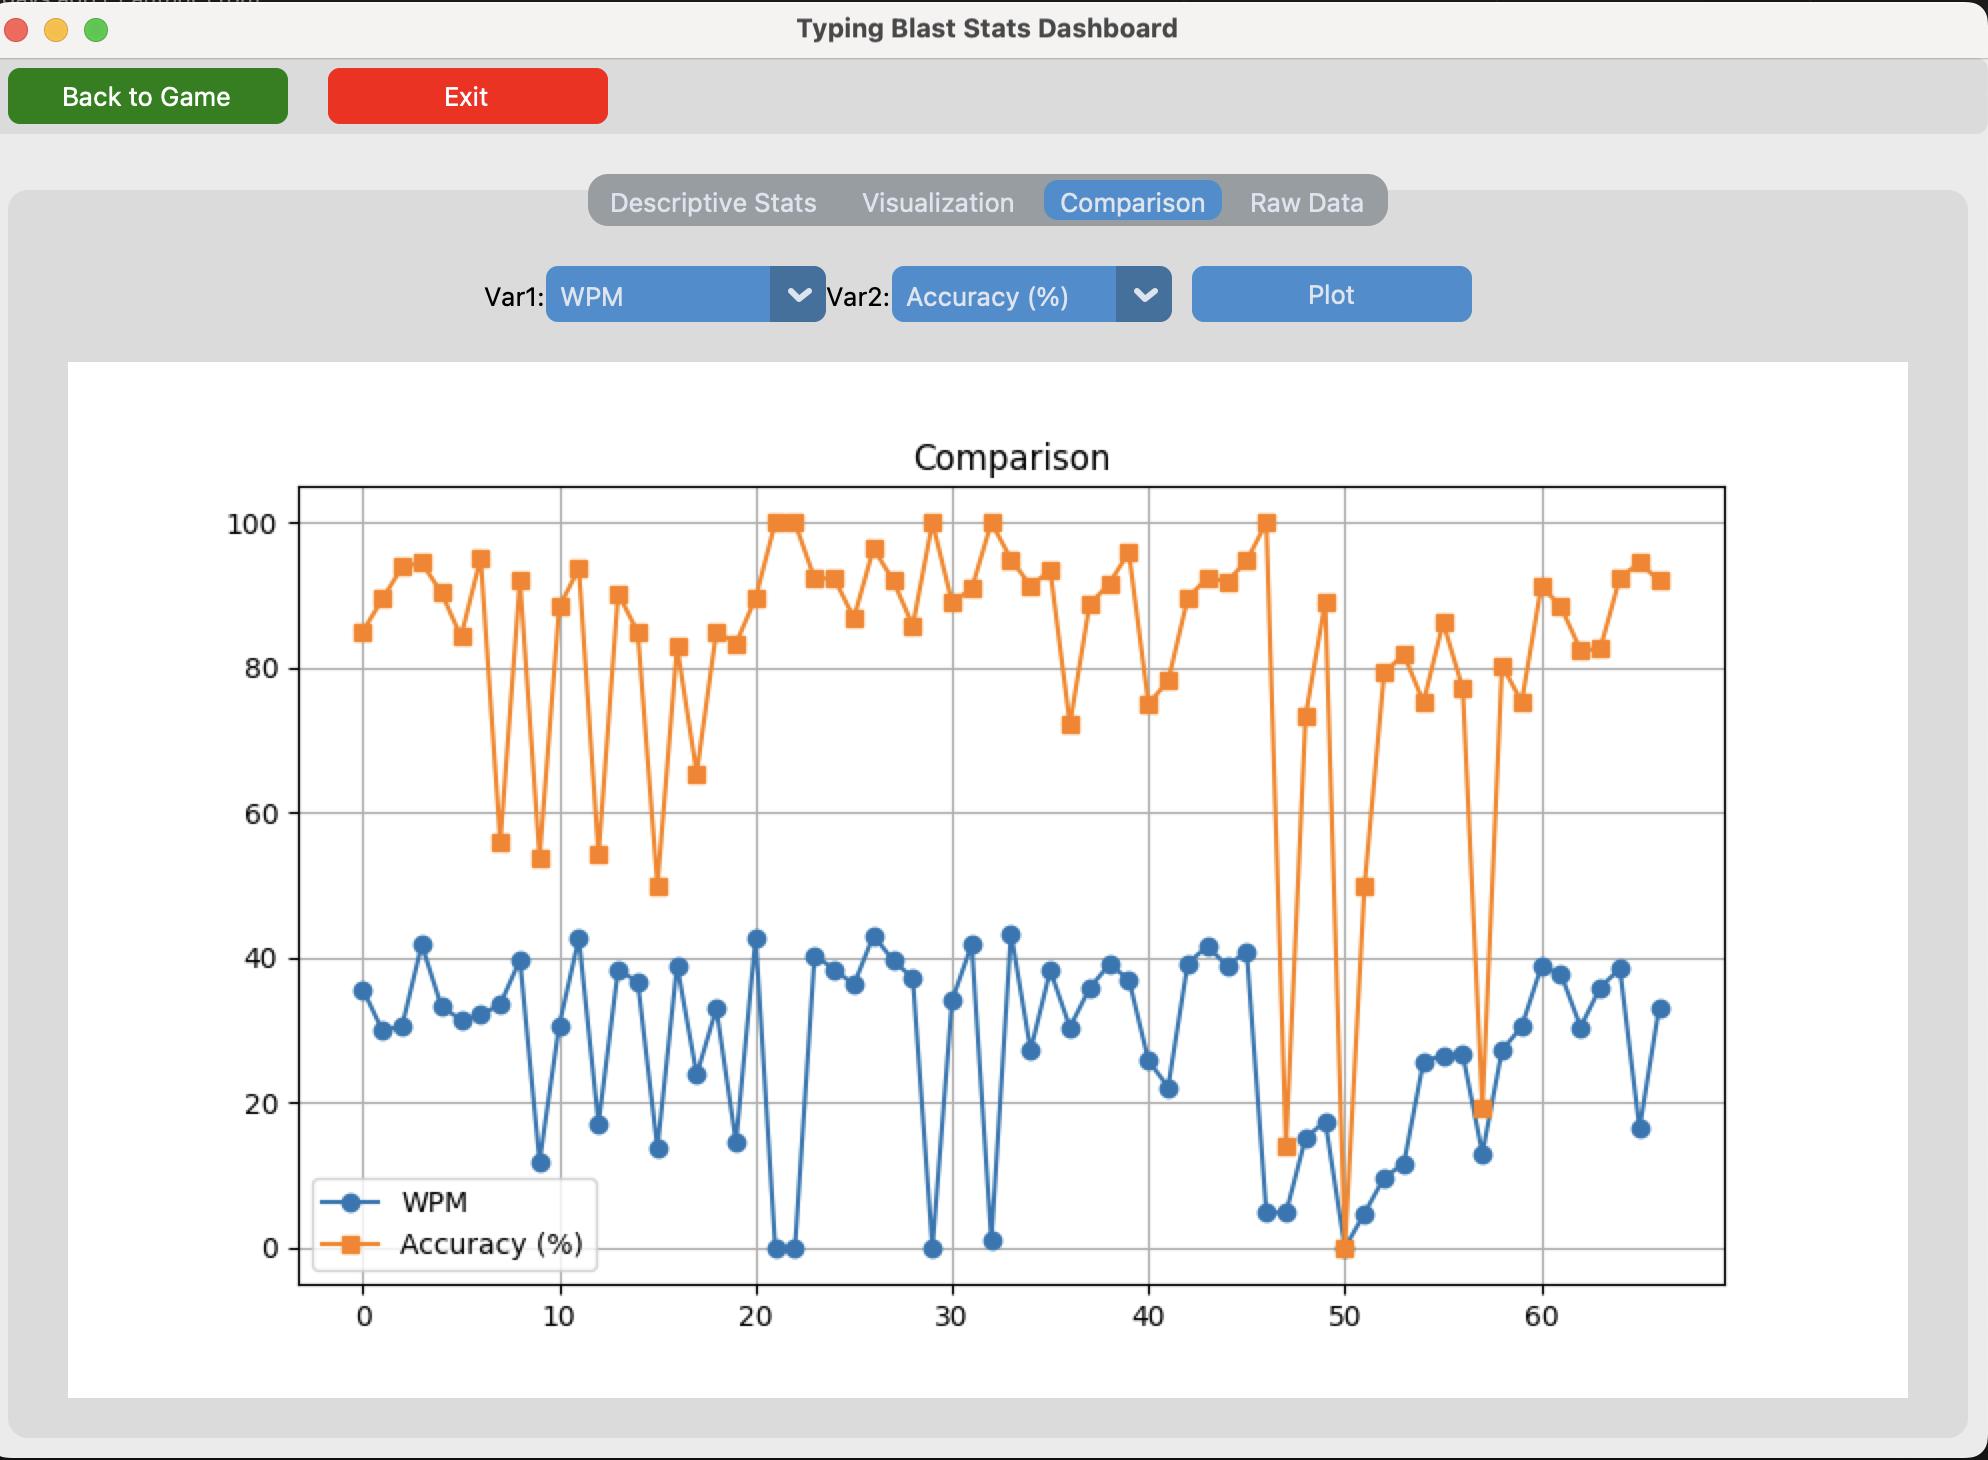 Typing Blast Stats Dashboard
Back to Game
Exit
Descriptive Stats
Visualization
Comparison
Raw Data
Var1:
WPM
Var2:
Accuracy (%)
Plot
Comparison
100
80
60
40
20
0
WPM
Accuracy (%)
0
10
20
30
40
50
60